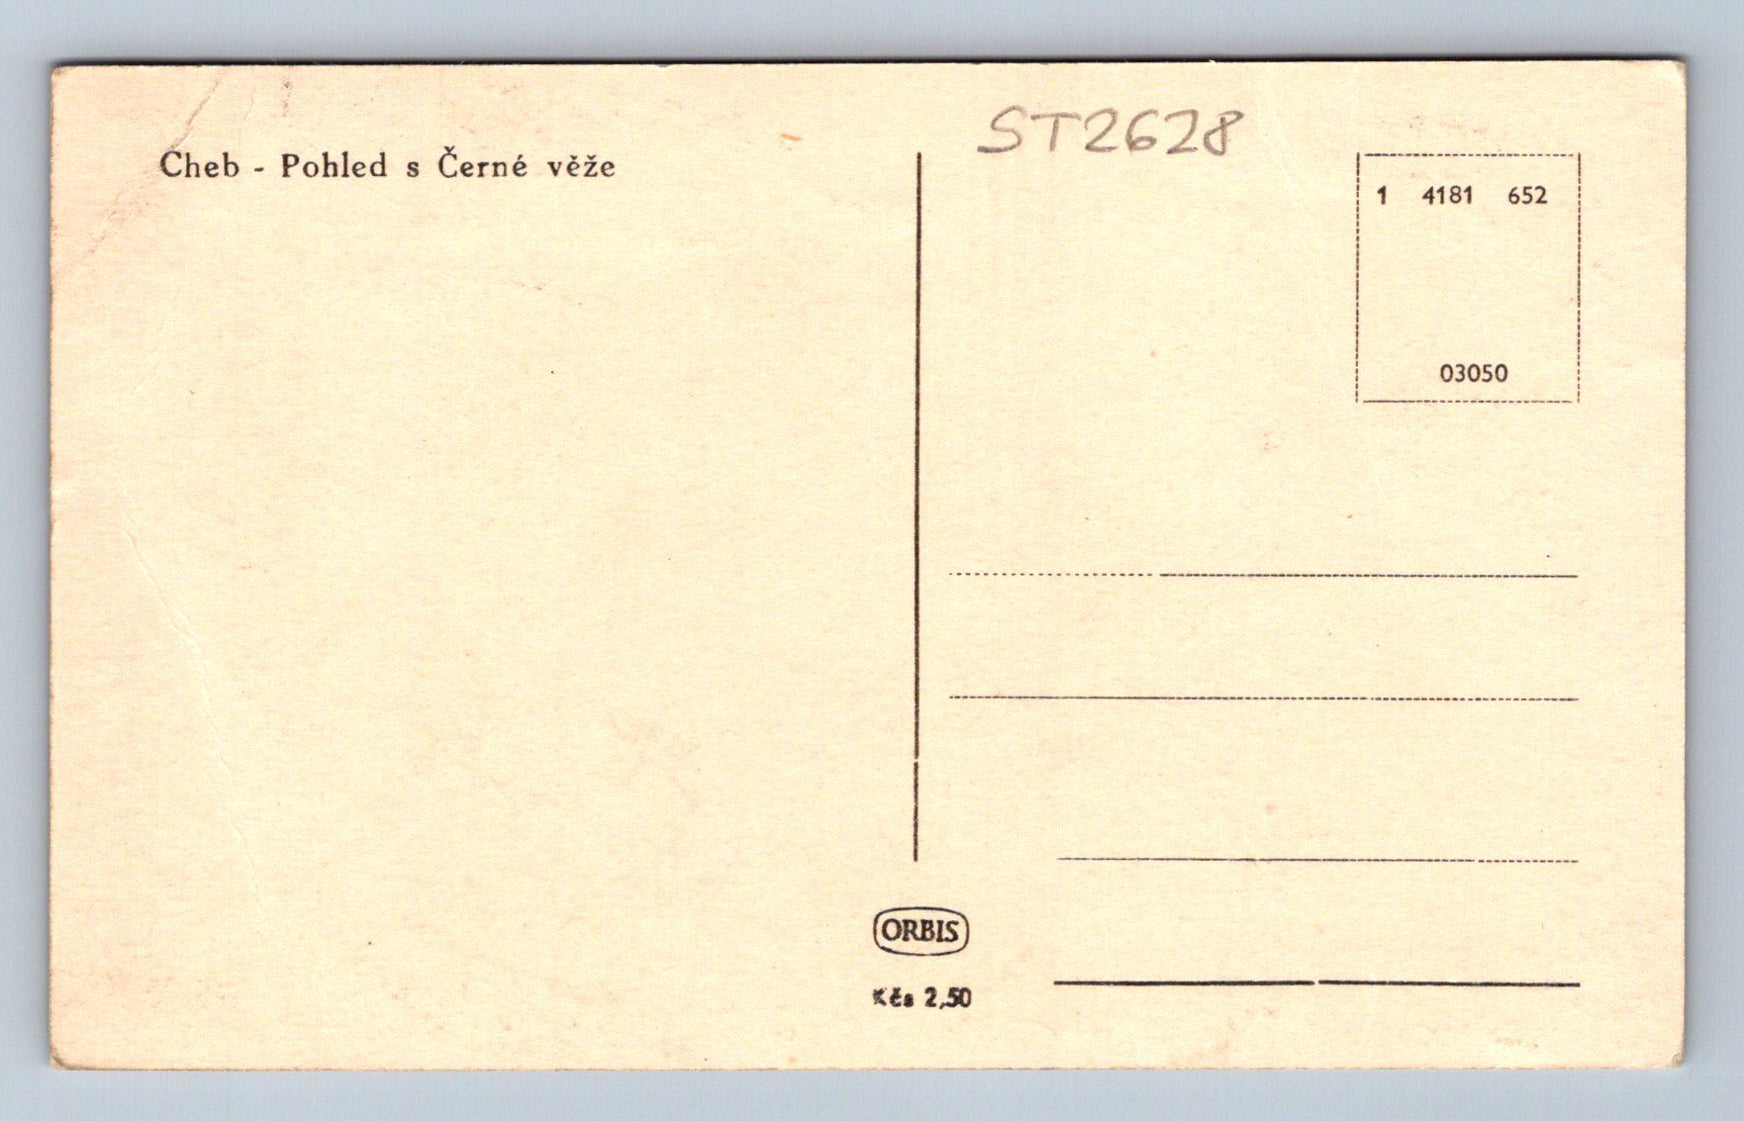 Cheb - Pohled s Černé věže
ST2628
1 4181 652
03050
ORBIS
Kčs 2,50